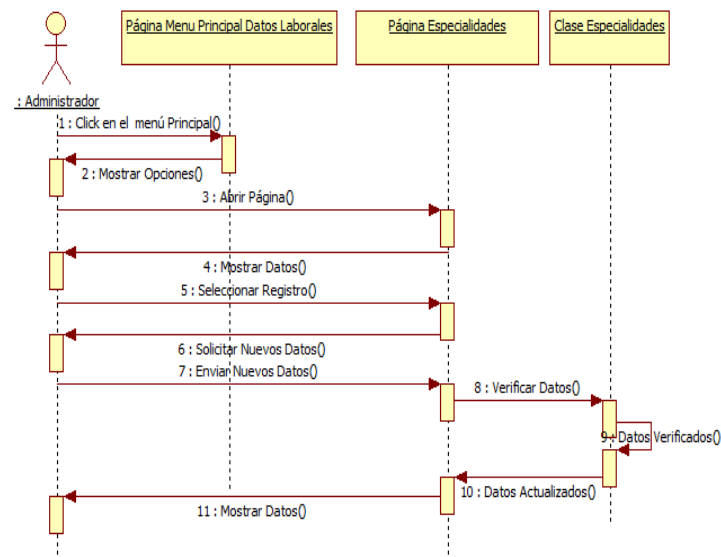 Página Menu Principal Datos Laborales
Página Especialidades
Clase Especialidades
: Administrador
1 : Click en el menú Principal()
2 : Mostrar Opciones()
3 : Abrir Página()
4 : Mostrar Datos()
5 : Seleccionar Registro()
6 : Solicitar Nuevos Datos()
7 : Enviar Nuevos Datos()
8 : Verificar Datos()
9 : Datos Verificados()
10 : Datos Actualizados()
11 : Mostrar Datos()